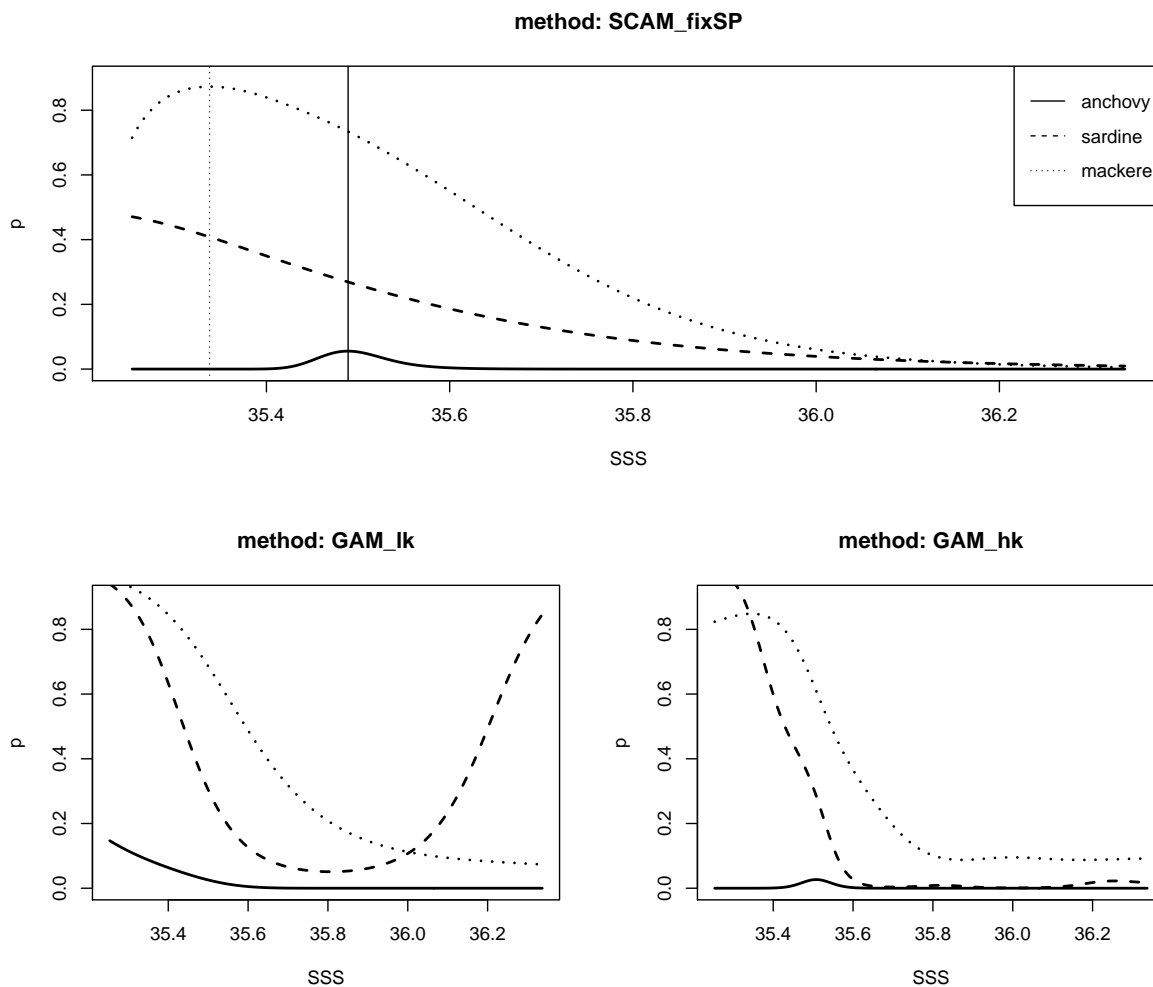 method: SCAM_fixSP
p
0.0 0.2 0.4 0.6 0.8
35.4 35.6 35.8 36.0 36.2
SSS
anchovy
sardine
mackere
method: GAM_lk
p
0.0 0.2 0.4 0.6 0.8
35.4 35.6 35.8 36.0 36.2
SSS
method: GAM_hk
p
0.0 0.2 0.4 0.6 0.8
35.4 35.6 35.8 36.0 36.2
SSS